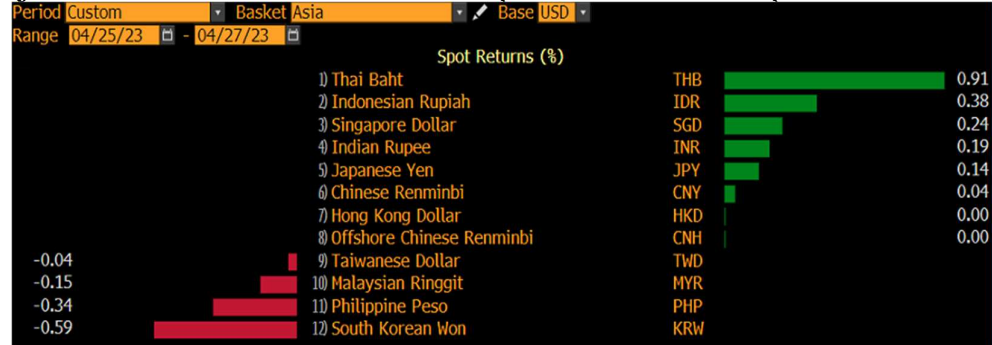 Period Custom Basket Asia Base USD
Range 04/25/23 - 04/27/23
Spot Returns (%)
1) Thai Baht THB 0.91
2) Indonesian Rupiah IDR 0.38
3) Singapore Dollar SGD 0.24
4) Indian Rupee INR 0.19
5) Japanese Yen JPY 0.14
6) Chinese Renminbi CNY 0.04
7) Hong Kong Dollar HKD 0.00
8) Offshore Chinese Renminbi CNH 0.00
-0.04 9) Taiwanese Dollar TWD
-0.15 10) Malaysian Ringgit MYR
-0.34 11) Philippine Peso PHP
-0.59 12) South Korean Won KRW